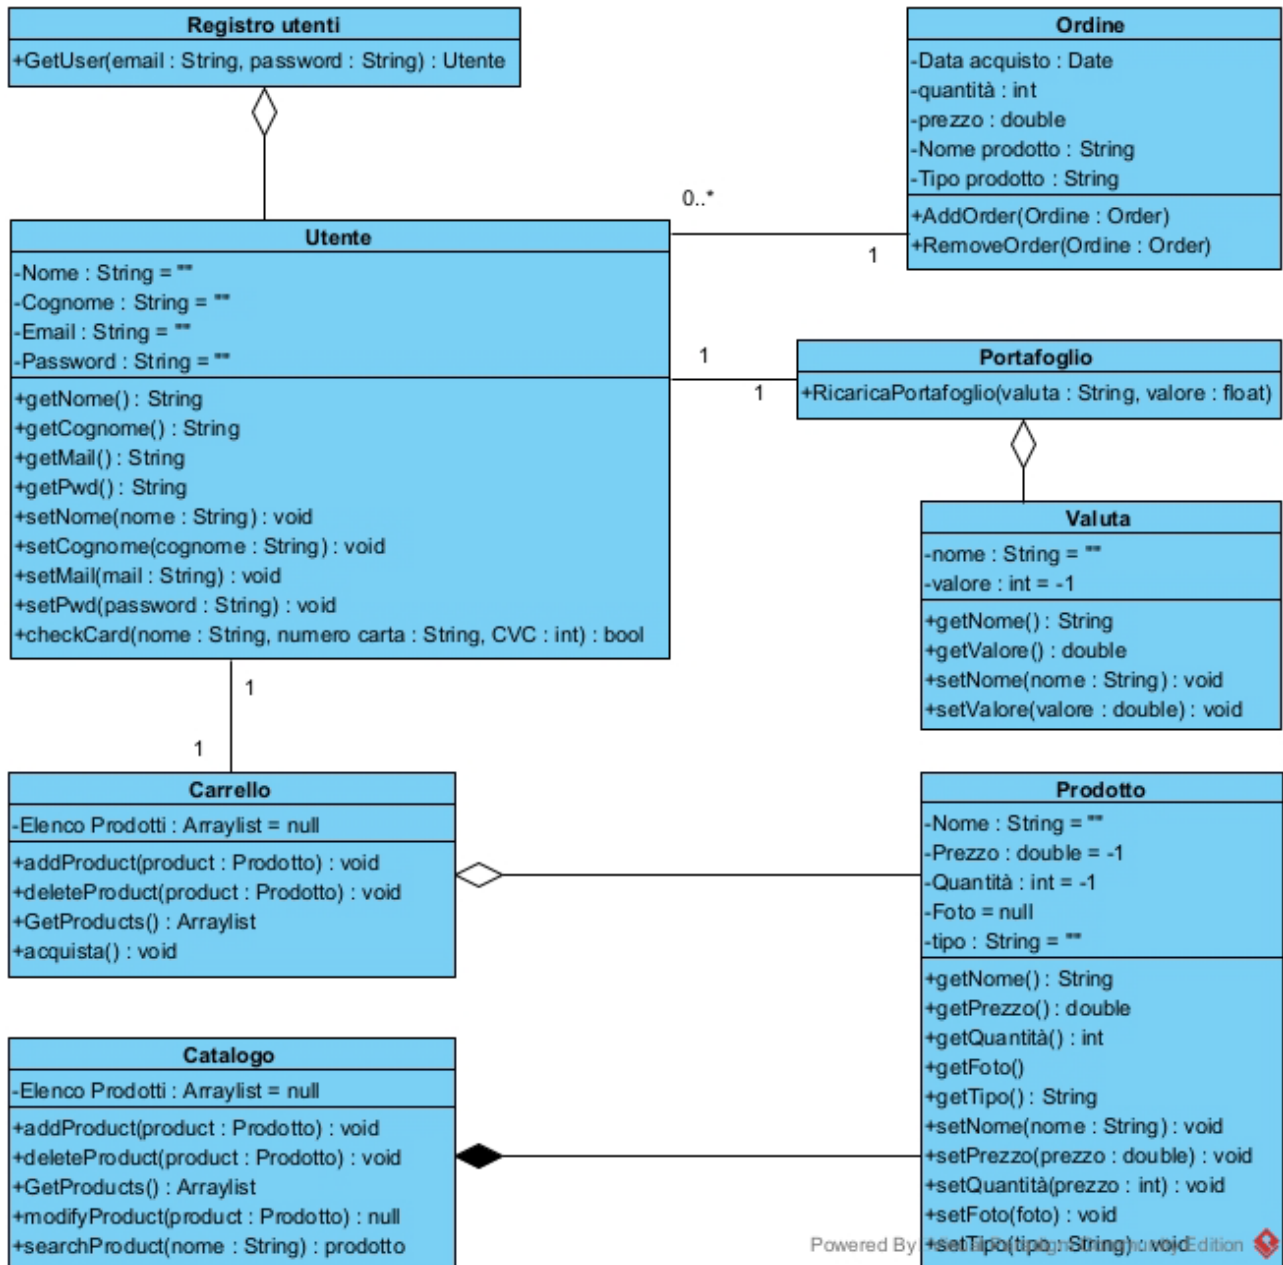 Registro utenti
+GetUser(email : String, password : String) : Utente
Ordine
-Data acquisto : Date
-quantità : int
-prezzo : double
-Nome prodotto : String
-Tipo prodotto : String
+AddOrder(Ordine : Order)
+RemoveOrder(Ordine : Order)
0..*
1
Utente
-Nome : String = ""
-Cognome : String = ""
-Email : String = ""
-Password : String = ""
+getNome() : String
+getCognome() : String
+getMail() : String
+getPwd() : String
+setNome(nome : String) : void
+setCognome(cognome : String) : void
+setMail(mail : String) : void
+setPwd(password : String) : void
+checkCard(nome : String, numero carta : String, CVC : int) : bool
1
1
Portafoglio
+RicaricaPortafoglio(valuta : String, valore : float)
Valuta
-nome : String = ""
-valore : int = -1
+getNome() : String
+getValore() : double
+setNome(nome : String) : void
+setValore(valore : double) : void
1
1
Carrello
-Elenco Prodotti : Arraylist = null
+addProduct(product : Prodotto) : void
+deleteProduct(product : Prodotto) : void
+GetProducts() : Arraylist
+acquista() : void
Prodotto
-Nome : String = ""
-Prezzo : double = -1
-Quantità : int = -1
-Foto = null
-tipo : String = ""
+getNome() : String
+getPrezzo() : double
+getQuantità() : int
+getFoto()
+getTipo() : String
+setNome(nome : String) : void
+setPrezzo(prezzo : double) : void
+setQuantità(prezzo : int) : void
+setFoto(foto) : void
+setTipo(tipo : String) : void
Catalogo
-Elenco Prodotti : Arraylist = null
+addProduct(product : Prodotto) : void
+deleteProduct(product : Prodotto) : void
+GetProducts() : Arraylist
+modifyProduct(product : Prodotto) : null
+searchProduct(nome : String) : prodotto
Powered By Visual Paradigm Community Edition